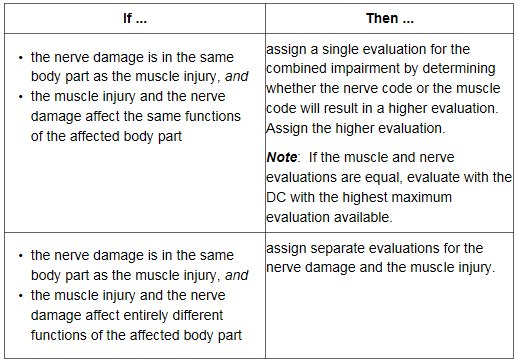 If ...
Then ...
• the nerve damage is in the same
body part as the muscle injury, and
• the muscle injury and the nerve
damage affect the same functions
of the affected body part
assign a single evaluation for the
combined impairment by determining
whether the nerve code or the muscle
code will result in a higher evaluation.
Assign the higher evaluation.
Note:  If the muscle and nerve
evaluations are equal, evaluate with the
DC with the highest maximum
evaluation available.
• the nerve damage is in the same
body part as the muscle injury, and
• the muscle injury and the nerve
damage affect entirely different
functions of the affected body part
assign separate evaluations for the
nerve damage and the muscle injury.